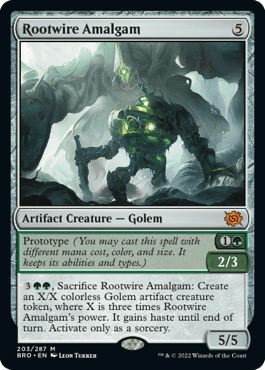 Rootwire Amalgam 5
Artifact Creature — Golem
Prototype (You may cast this spell with 1
different mana cost, color, and size. It
keeps its abilities and types.) 2/3
3, Sacrifice Rootwire Amalgam: Create
an X/X colorless Golem artifact creature
token, where X is three times Rootwire
Amalgam's power. It gains haste until end of
turn. Activate only as a sorcery.
5/5
203/287 M
BRO • EN LEON TUKKER ™ & © 2022 Wizards of the Coast